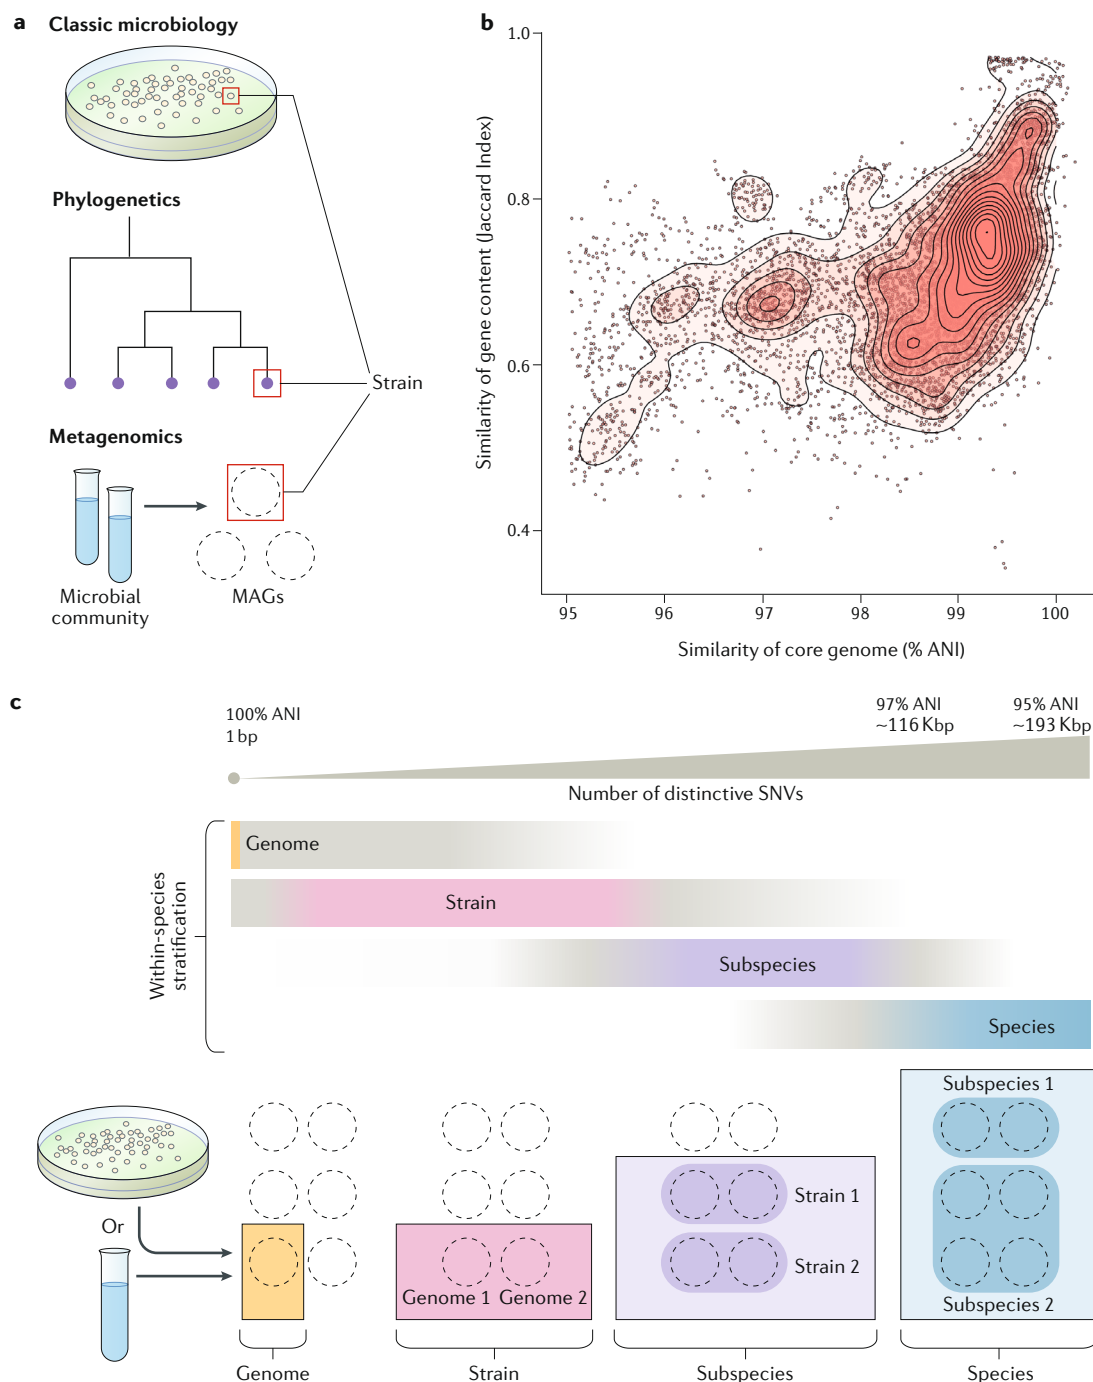 a
Classic microbiology
Phylogenetics
Strain
Metagenomics
Microbial
community
MAGs
b
Similarity of gene content (Jaccard Index)
1.0
0.8
0.6
0.4
95
96
97
98
99
100
Similarity of core genome (% ANI)
c
100% ANI
1 bp
97% ANI
~116 Kbp
95% ANI
~193 Kbp
Number of distinctive SNVs
Within-species
stratification
Genome
Strain
Subspecies
Species
Or
Genome 1
Genome 2
Strain 1
Strain 2
Subspecies 1
Subspecies 2
Genome
Strain
Subspecies
Species